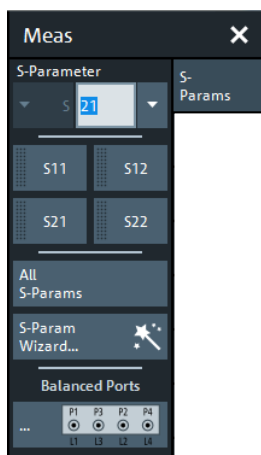 Meas
S-Parameter
S 21
S-
Params
S11 S12
S21 S22
All
S-Params
S-Param
Wizard...
Balanced Ports
... P1 P3 P2 P4
L1 L3 L2 L4